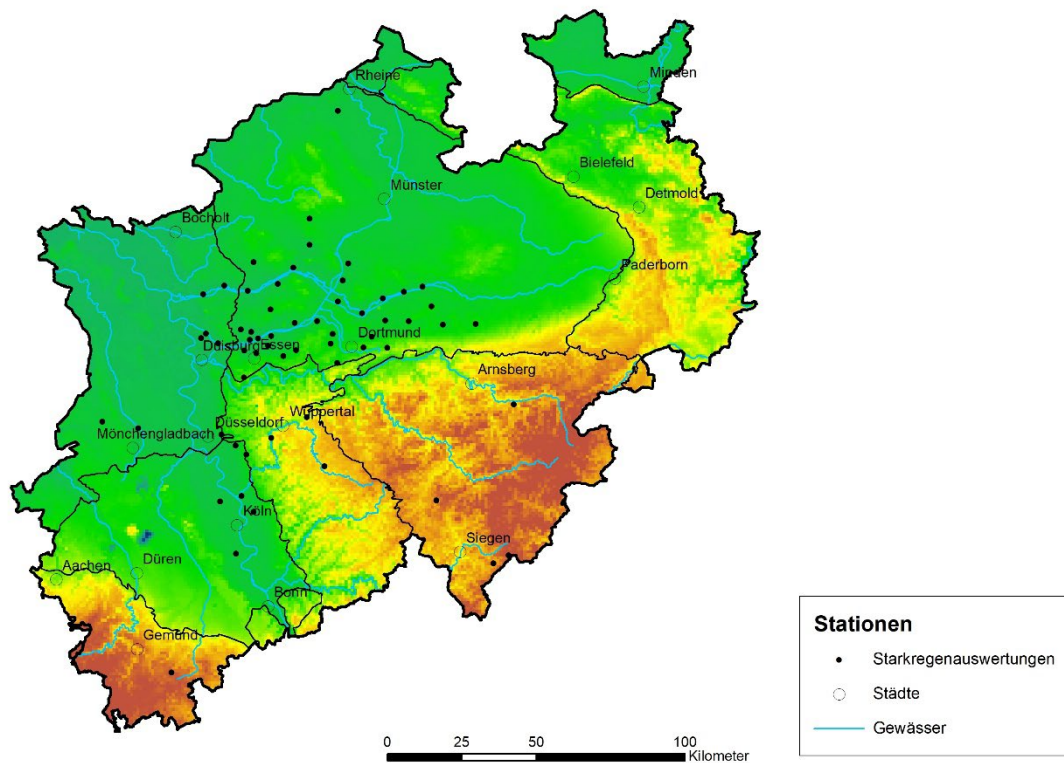 Rheine
Minden
Bielefeld
Münster
Detmold
Bocholt
Paderborn
Dortmund
Duisburg
Essen
Arnsberg
Wuppertal
Düsseldorf
Mönchengladbach
Köln
Siegen
Düren
Aachen
Bonn
Gemünd
Stationen
Starkregenauswertungen
Städte
Gewässer
0 25 50 100
Kilometer